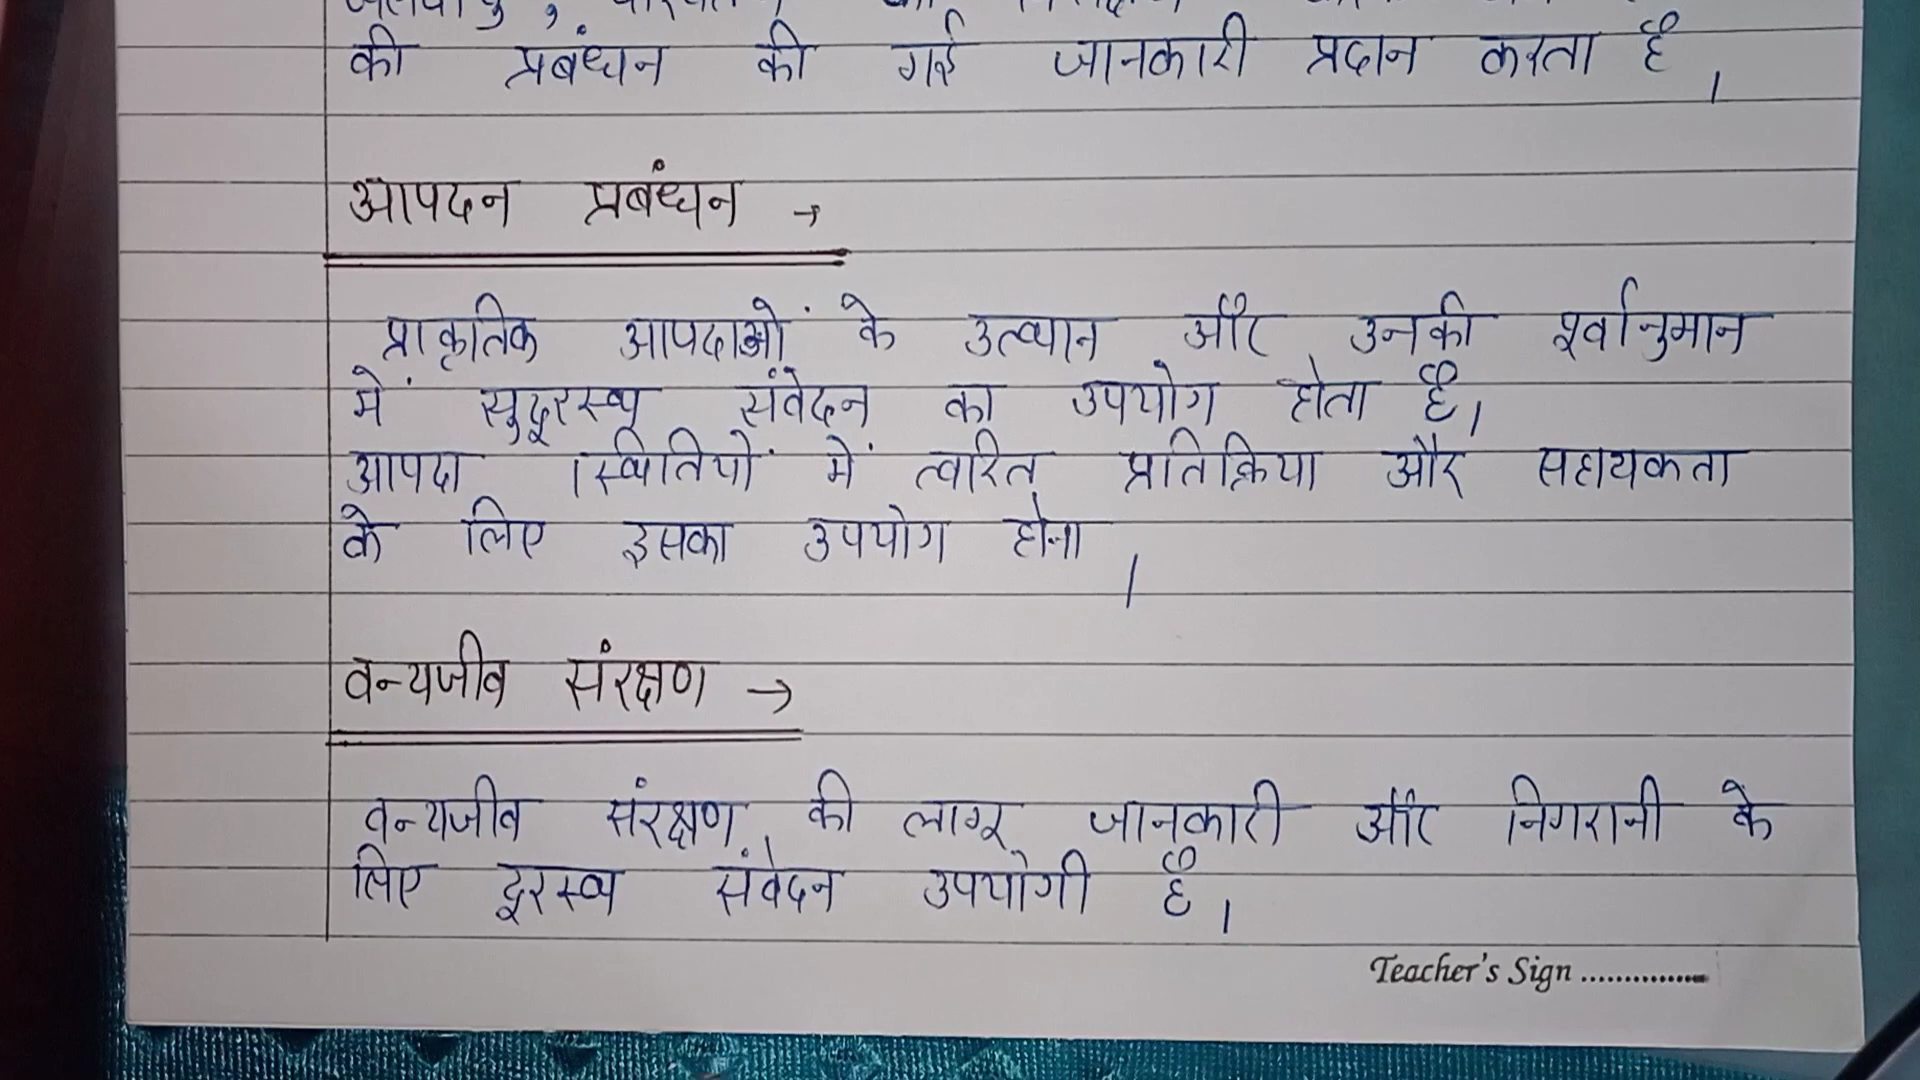 की प्रबंधन की गई जानकारी प्रदान करता है।
आपदन प्रबंधन →
प्राकृतिक आपदाओं के उत्थान और उनकी र्श्वानुमान
में सुदूरस्थ संवेदन का उपयोग होता है।
आपदा स्थितियों में त्वरित प्रतिक्रिया और सहायकता
के लिए इसका उपयोग होना।
वन्यजीव संरक्षण →
वन्यजीव संरक्षण की लागू जानकारी और निगरानी के
लिए दूरस्थ संवेदन उपयोगी है।
Teacher's Sign ...............